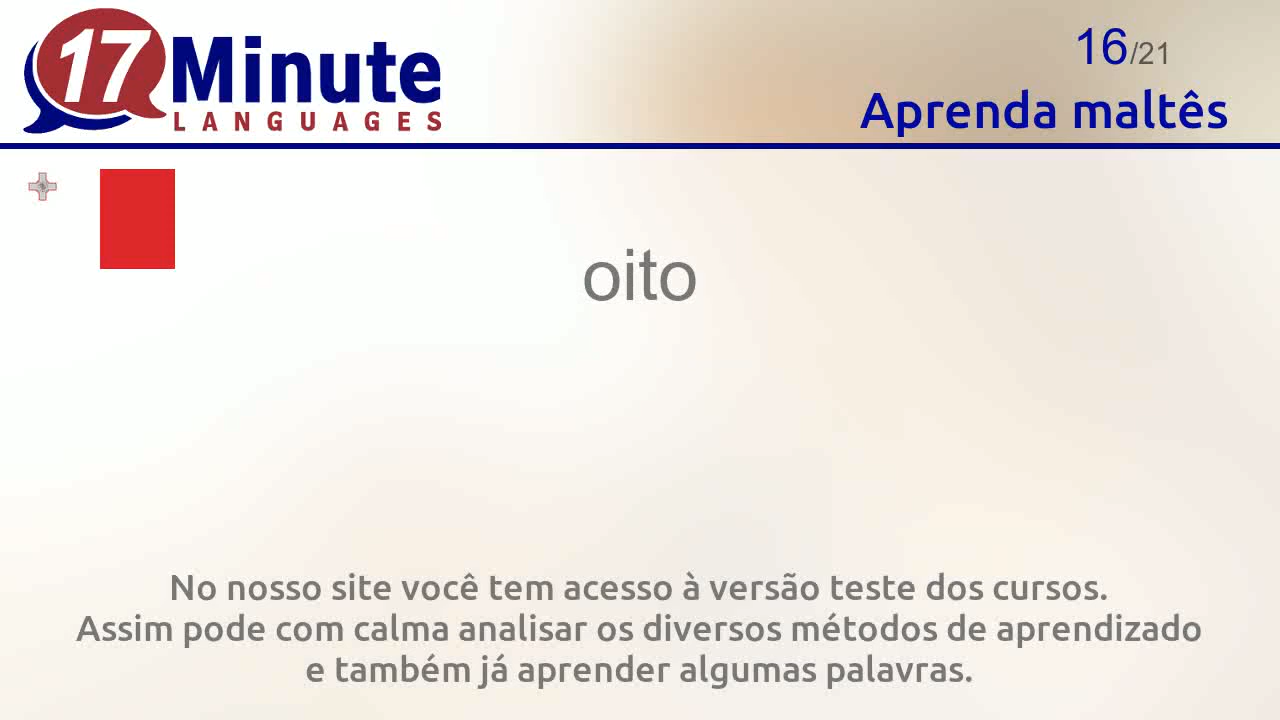 17 Minute
LANGUAGES
16/21
Aprenda maltês
oito
No nosso site você tem acesso à versão teste dos cursos.
Assim pode com calma analisar os diversos métodos de aprendizado
e também já aprender algumas palavras.